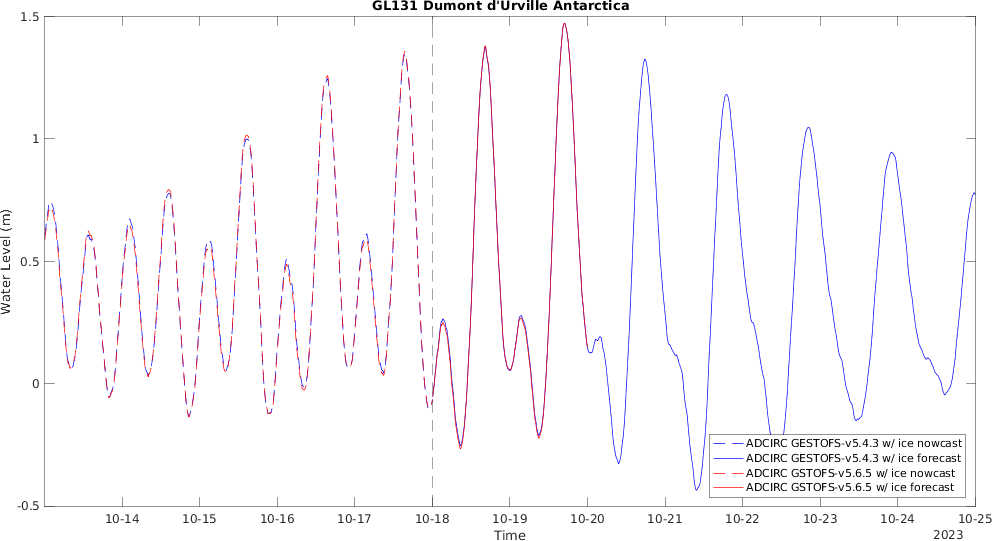 GL131 Dumont d'Urville Antarctica
1.5
1
0.5
0
-0.5
Water Level (m)
10-14 10-15 10-16 10-17 10-18 10-19 10-20 10-21 10-22 10-23 10-24 10-25
Time
2023
ADCIRC GESTOFS-v5.4.3 w/ ice nowcast
ADCIRC GESTOFS-v5.4.3 w/ ice forecast
ADCIRC GSTOFS-v5.6.5 w/ ice nowcast
ADCIRC GSTOFS-v5.6.5 w/ ice forecast